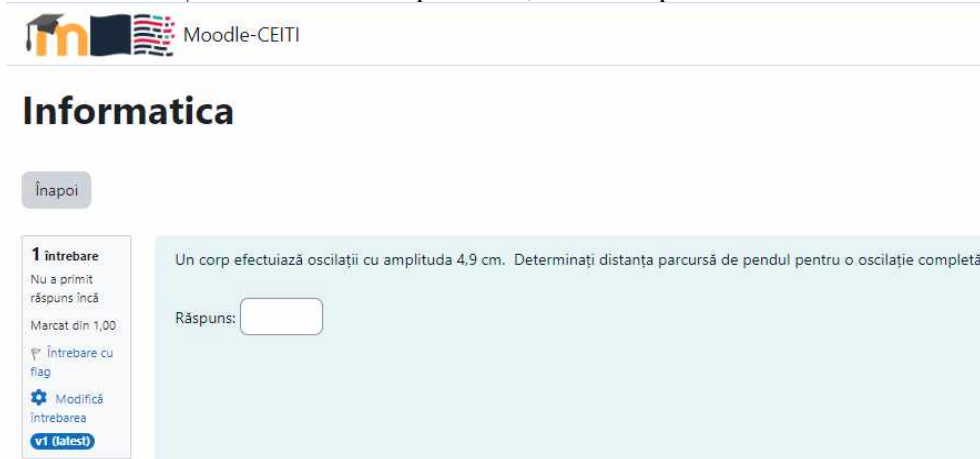 Moodle-CEITI
Informatica
Înapoi
1 întrebare
Nu a primit
răspuns încă
Marcat din 1,00
Întrebare cu
flag
Modifică
întrebarea
v1 (latest)
Un corp efectuiază oscilații cu amplituda 4,9 cm. Determinați distanța parcursă de pendul pentru o oscilație completă
Răspuns: